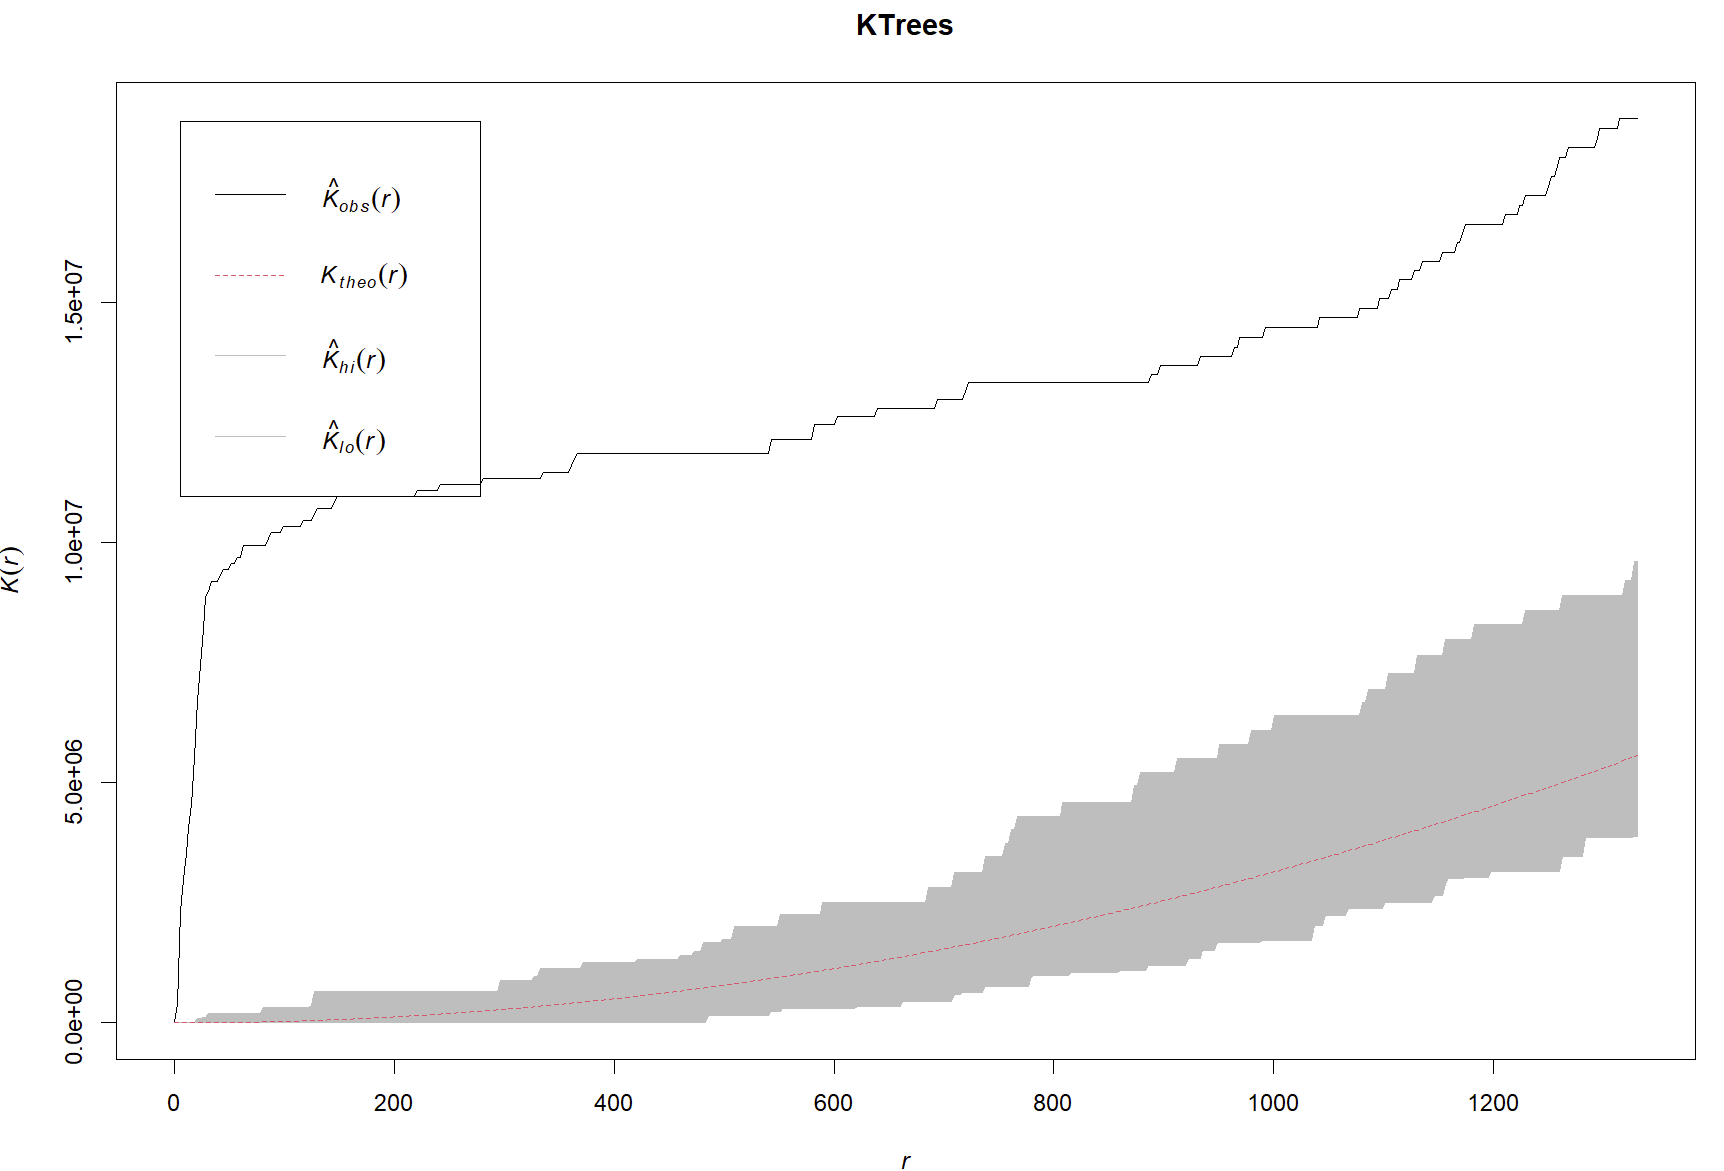 KTrees
K̂obs(r)
Ktheo(r)
K̂hi(r)
K̂lo(r)
K(r)
1.5e+07
1.0e+07
5.0e+06
0.0e+00
0 200 400 600 800 1000 1200
r